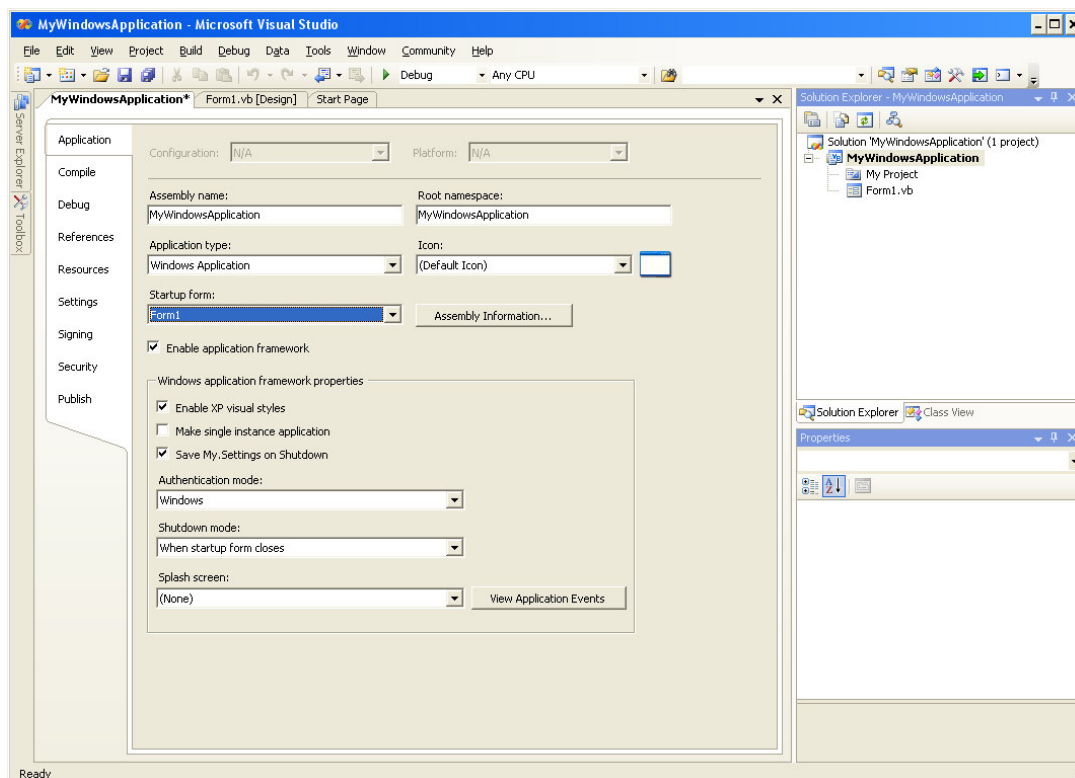 MyWindowsApplication - Microsoft Visual Studio
File Edit View Project Build Debug Data Tools Window Community Help
Debug Any CPU
MyWindowsApplication* Form1.vb [Design] Start Page
Server Explorer
Toolbox
Application
Compile
Debug
References
Resources
Settings
Signing
Security
Publish
Configuration: N/A Platform: N/A
Assembly name: Root namespace:
MyWindowsApplication MyWindowsApplication
Application type: Icon:
Windows Application (Default Icon)
Startup form:
Form1 Assembly Information...
Enable application framework
Windows application framework properties
Enable XP visual styles
Make single instance application
Save My.Settings on Shutdown
Authentication mode:
Windows
Shutdown mode:
When startup form closes
Splash screen:
(None) View Application Events
Solution Explorer - MyWindowsApplication
Solution 'MyWindowsApplication' (1 project)
MyWindowsApplication
My Project
Form1.vb
Solution Explorer Class View
Properties
Ready